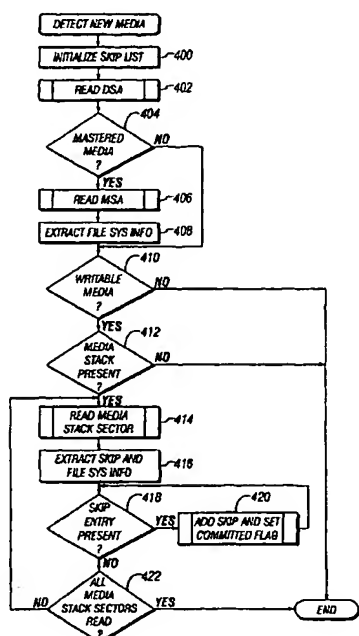 DETECT NEW MEDIA
INITIALIZE SKIP LIST
400
READ DSA
402
404
MASTERED
MEDIA
?
NO
YES
READ MSA
406
EXTRACT FILE SYS INFO
408
410
WRITABLE
MEDIA
?
NO
YES
412
MEDIA
STACK
PRESENT
?
NO
YES
READ MEDIA
STACK SECTOR
414
EXTRACT SKIP AND
FILE SYS INFO
416
418
SKIP
ENTRY
PRESENT
?
YES
420
ADD SKIP AND SET
COMMITTED FLAG
NO
422
ALL
MEDIA
STACK SECTORS
READ
?
NO
YES
END